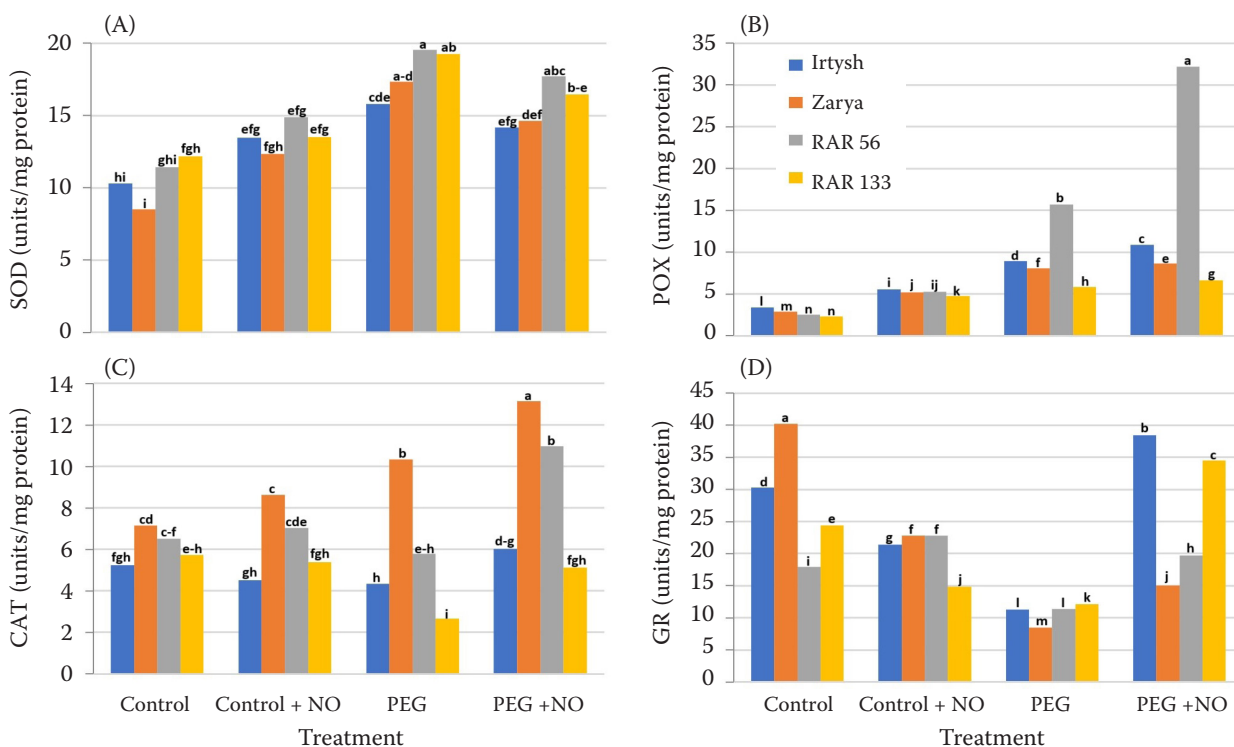 (A)
SOD (units/mg protein)
20
15
10
5
0
hi i ghi fgh
efg fgh efg efg
cde a-d a ab
efg def abc b-e
(B)
POX (units/mg protein)
35
30
25
20
15
10
5
0
Irtysh
Zarya
RAR 56
RAR 133
l m n n
i j ij k
d f b h
c e a g
(C)
CAT (units/mg protein)
14
12
10
8
6
4
2
0
fgh cd c-f e-h
gh c cde fgh
h b e-h i
d-g a b fgh
Control Control + NO PEG PEG +NO
Treatment
(D)
GR (units/mg protein)
45
40
35
30
25
20
15
10
5
0
d a i e
g f f j
l m l k
b j h c
Control Control + NO PEG PEG +NO
Treatment